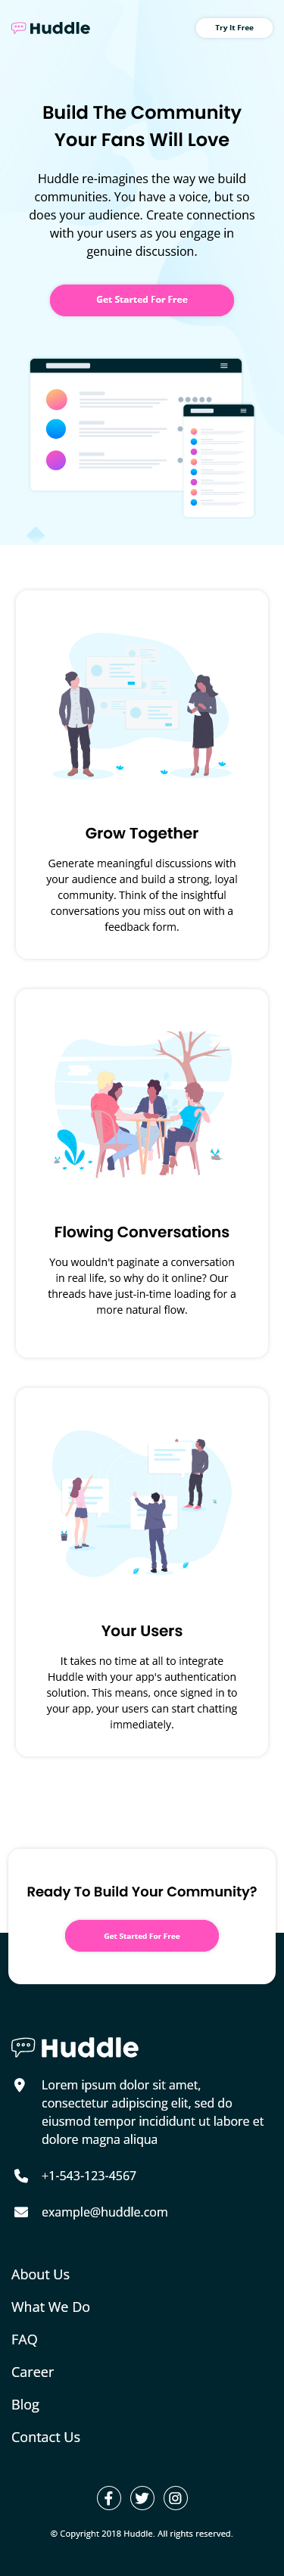 Huddle
Try It Free
Build The Community
Your Fans Will Love
Huddle re-imagines the way we build
communities. You have a voice, but so
does your audience. Create connections
with your users as you engage in
genuine discussion.
Get Started For Free
Grow Together
Generate meaningful discussions with
your audience and build a strong, loyal
community. Think of the insightful
conversations you miss out on with a
feedback form.
Flowing Conversations
You wouldn't paginate a conversation
in real life, so why do it online? Our
threads have just-in-time loading for a
more natural flow.
Your Users
It takes no time at all to integrate
Huddle with your app's authentication
solution. This means, once signed in to
your app, your users can start chatting
immediately.
Ready To Build Your Community?
Get Started For Free
Huddle
Lorem ipsum dolor sit amet,
consectetur adipiscing elit, sed do
eiusmod tempor incididunt ut labore et
dolore magna aliqua
+1-543-123-4567
example@huddle.com
About Us
What We Do
FAQ
Career
Blog
Contact Us
© Copyright 2018 Huddle. All rights reserved.